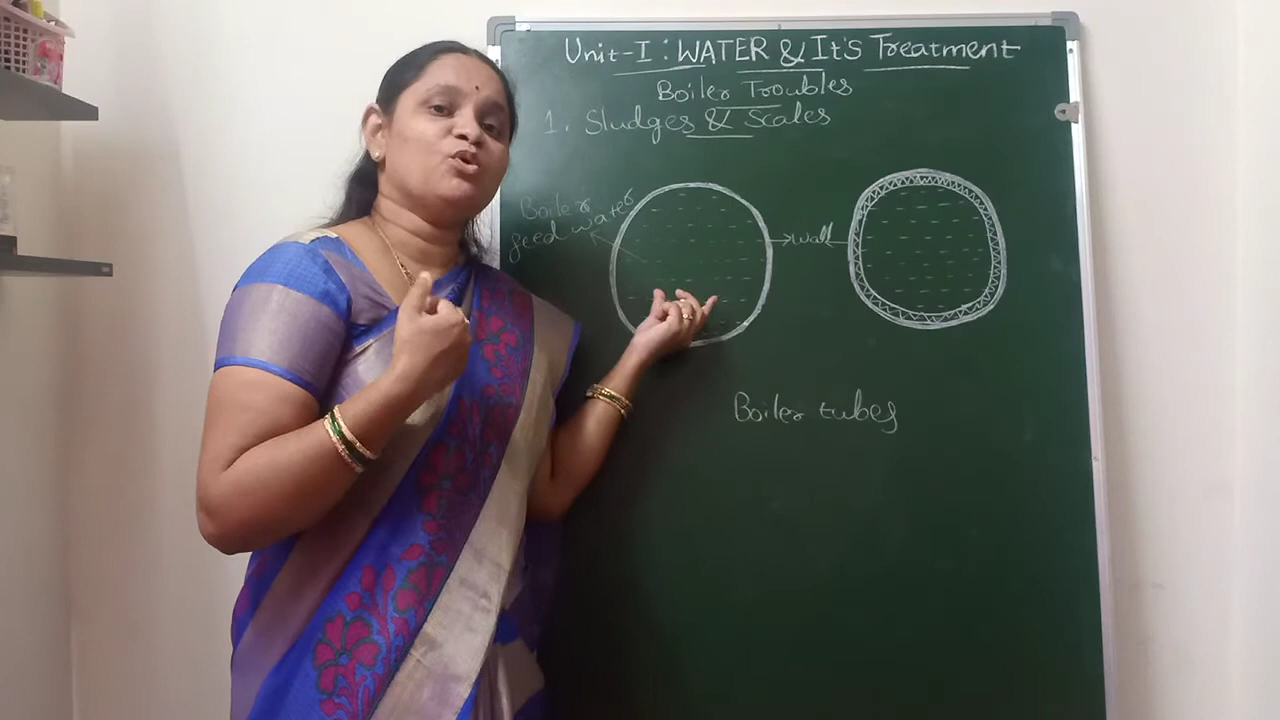 Unit-I: WATER & It's Treatment
Boiler Troubles
1. Sludges & Scales
Boiler
feed water
wall
Boiler tubes